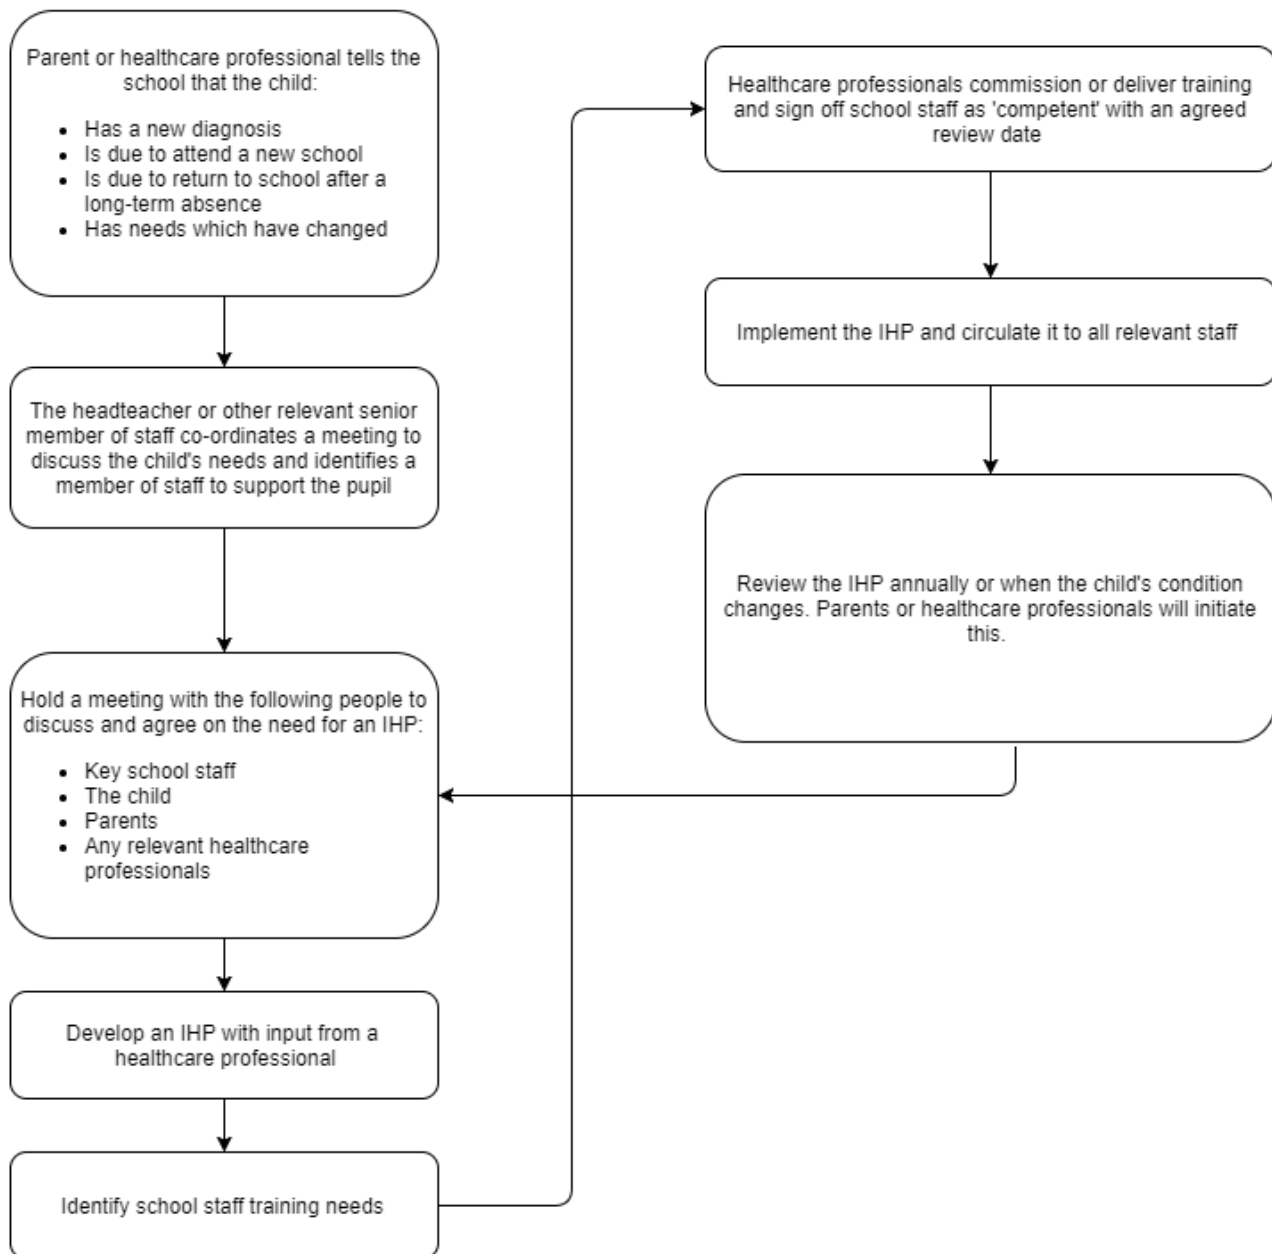 Parent or healthcare professional tells the
school that the child:
• Has a new diagnosis
• Is due to attend a new school
• Is due to return to school after a
long-term absence
• Has needs which have changed
The headteacher or other relevant senior
member of staff co-ordinates a meeting to
discuss the child's needs and identifies a
member of staff to support the pupil
Hold a meeting with the following people to
discuss and agree on the need for an IHP:
• Key school staff
• The child
• Parents
• Any relevant healthcare
professionals
Develop an IHP with input from a
healthcare professional
Identify school staff training needs
Healthcare professionals commission or deliver training
and sign off school staff as 'competent' with an agreed
review date
Implement the IHP and circulate it to all relevant staff
Review the IHP annually or when the child's condition
changes. Parents or healthcare professionals will initiate
this.